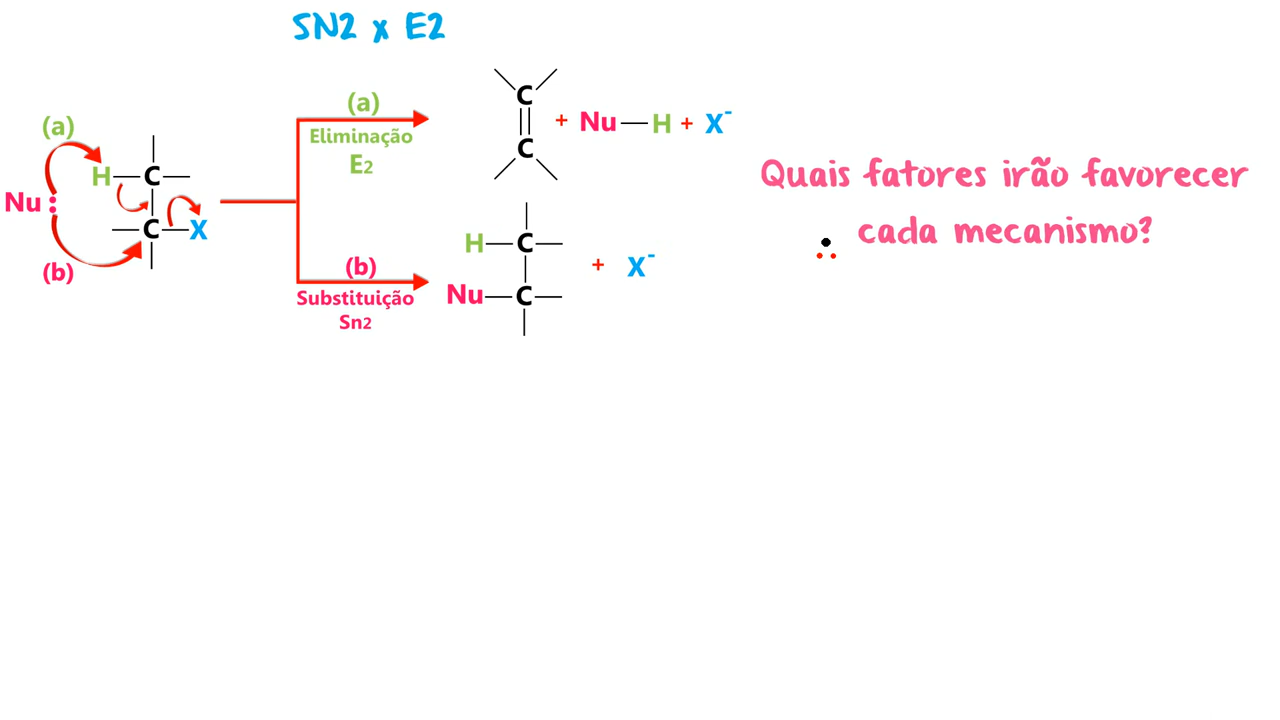 SN2 x E2
(a)
H C
Nu:
C X
(b)
(a)
Eliminação
E2
(b)
Substituição
Sn2
C
C
+ Nu H + X-
H C
Nu C
+ X-
Quais fatores irão favorecer
cada mecanismo?